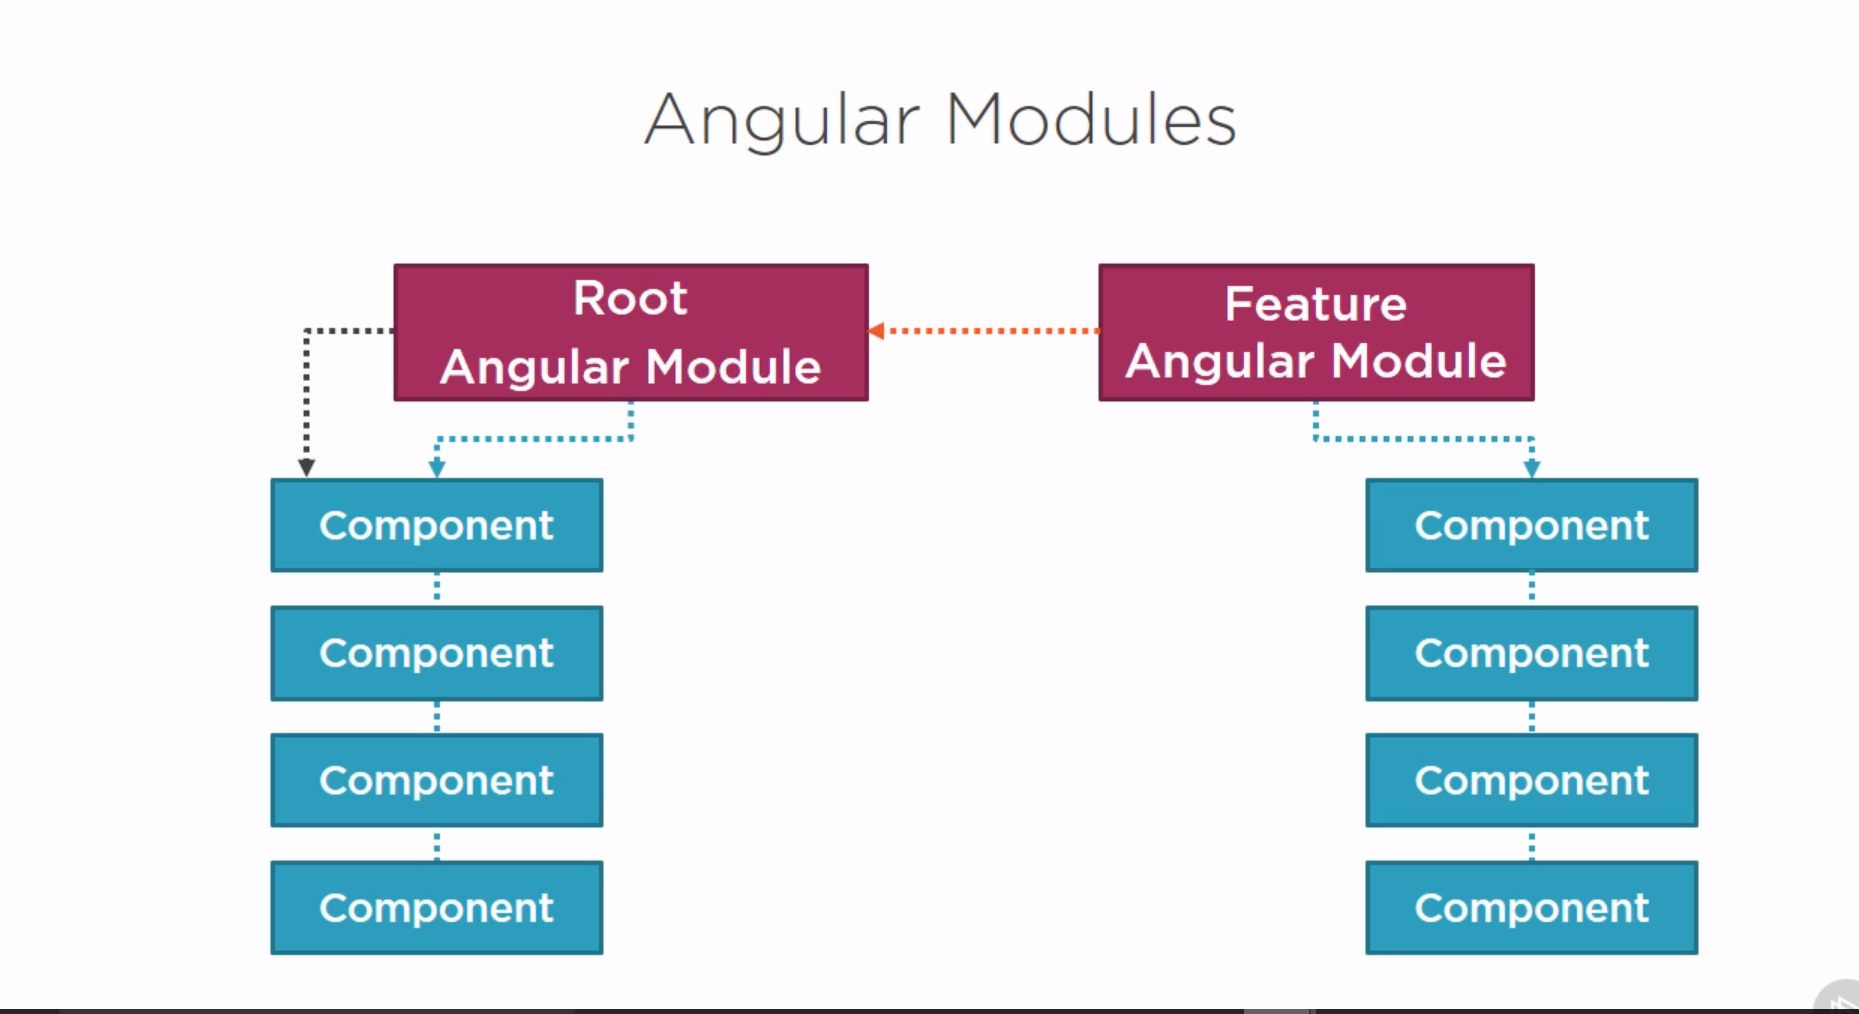 Angular Modules
Root
Angular Module
Feature
Angular Module
Component
Component
Component
Component
Component
Component
Component
Component